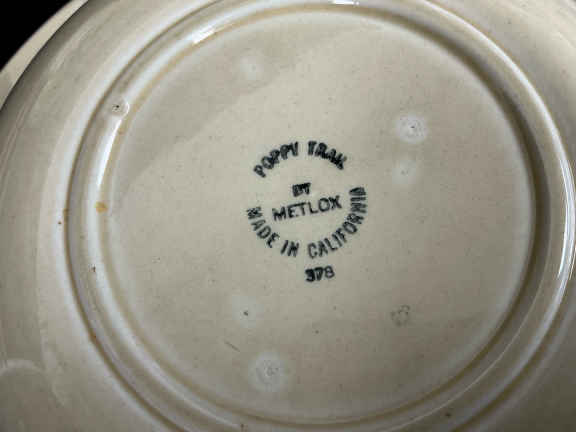 POPPY TRAIL
BY
METLOX
MADE IN CALIFORNIA
378